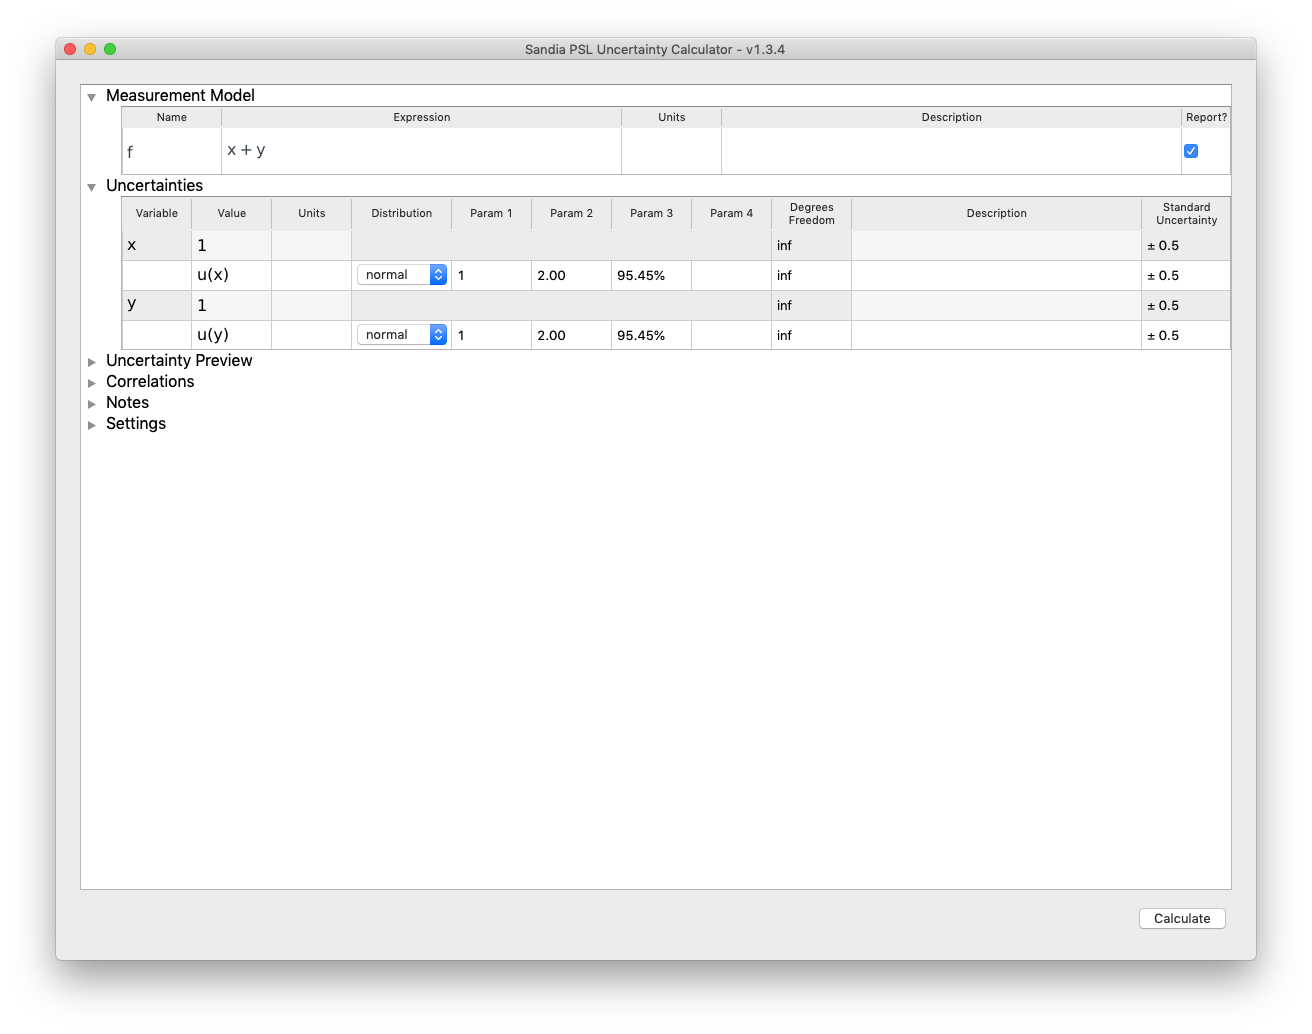 Sandia PSL Uncertainty Calculator - v1.3.4
Measurement Model
Name Expression Units Description Report?
f x + y
Uncertainties
Variable Value Units Distribution Param 1 Param 2 Param 3 Param 4 Degrees Freedom Description Standard Uncertainty
x 1 inf ± 0.5
u(x) normal 1 2.00 95.45% inf ± 0.5
y 1 inf ± 0.5
u(y) normal 1 2.00 95.45% inf ± 0.5
Uncertainty Preview
Correlations
Notes
Settings
Calculate